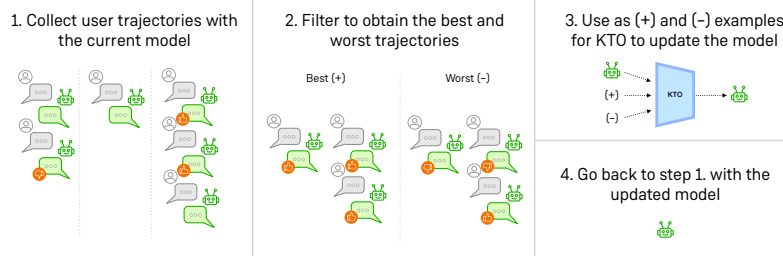 1. Collect user trajectories with
the current model
2. Filter to obtain the best and
worst trajectories
Best (+)
Worst (-)
3. Use as (+) and (-) examples
for KTO to update the model
(+)
(-)
KTO
4. Go back to step 1. with the
updated model